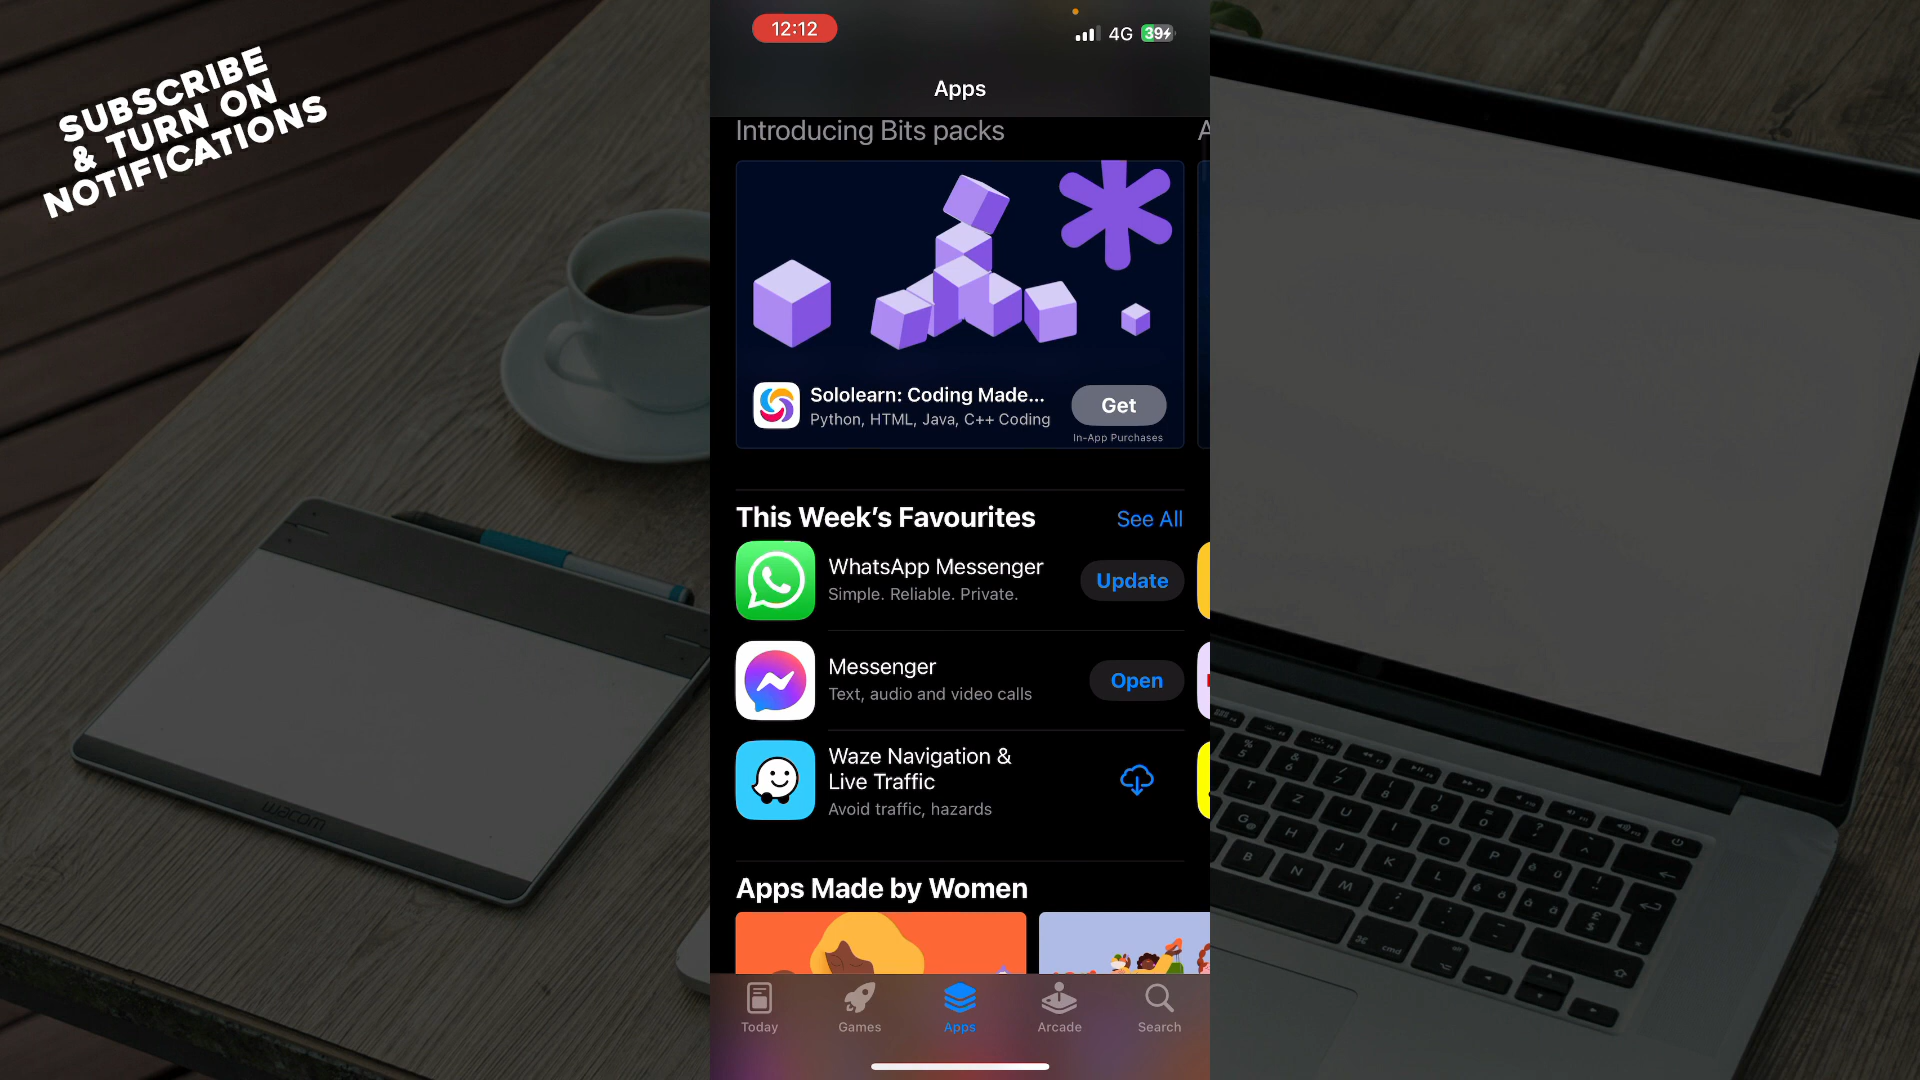 SUBSCRIBE
& TURN ON
NOTIFICATIONS
12:12
4G
39
Apps
Introducing Bits packs
A
Sololearn: Coding Made...
Python, HTML, Java, C++ Coding
Get
In-App Purchases
This Week's Favourites
See All
WhatsApp Messenger
Simple. Reliable. Private.
Update
Messenger
Text, audio and video calls
Open
Waze Navigation &
Live Traffic
Avoid traffic, hazards
Apps Made by Women
Today
Games
Apps
Arcade
Search
wacom